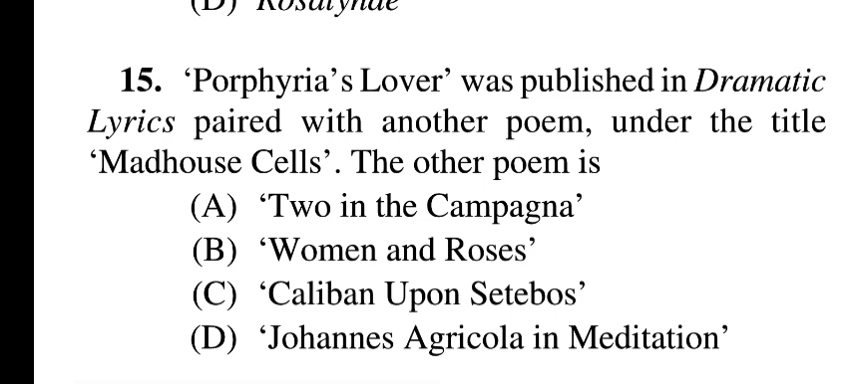 (D) Rosalynde
15. ‘Porphyria’s Lover’ was published in Dramatic
Lyrics paired with another poem, under the title
‘Madhouse Cells’. The other poem is
(A) ‘Two in the Campagna’
(B) ‘Women and Roses’
(C) ‘Caliban Upon Setebos’
(D) ‘Johannes Agricola in Meditation’